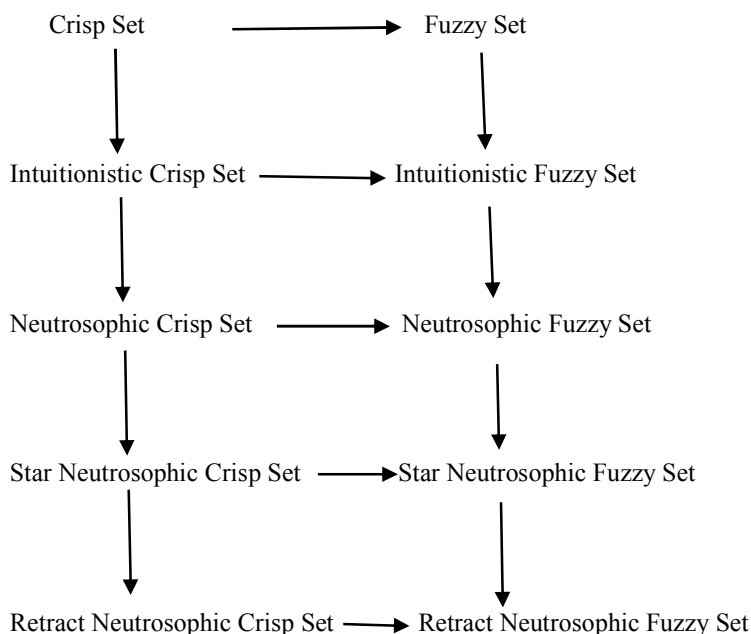 Crisp Set Fuzzy Set
Intuitionistic Crisp Set Intuitionistic Fuzzy Set
Neutrosophic Crisp Set Neutrosophic Fuzzy Set
Star Neutrosophic Crisp Set Star Neutrosophic Fuzzy Set
Retract Neutrosophic Crisp Set Retract Neutrosophic Fuzzy Set